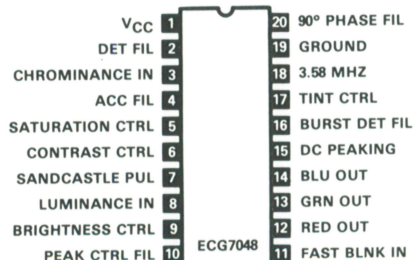 VCC 1 20 90° PHASE FIL
DET FIL 2 19 GROUND
CHROMINANCE IN 3 18 3.58 MHZ
ACC FIL 4 17 TINT CTRL
SATURATION CTRL 5 16 BURST DET FIL
CONTRAST CTRL 6 15 DC PEAKING
SANDCASTLE PUL 7 14 BLU OUT
LUMINANCE IN 8 13 GRN OUT
BRIGHTNESS CTRL 9 12 RED OUT
PEAK CTRL FIL 10 ECG7048 11 FAST BLNK IN